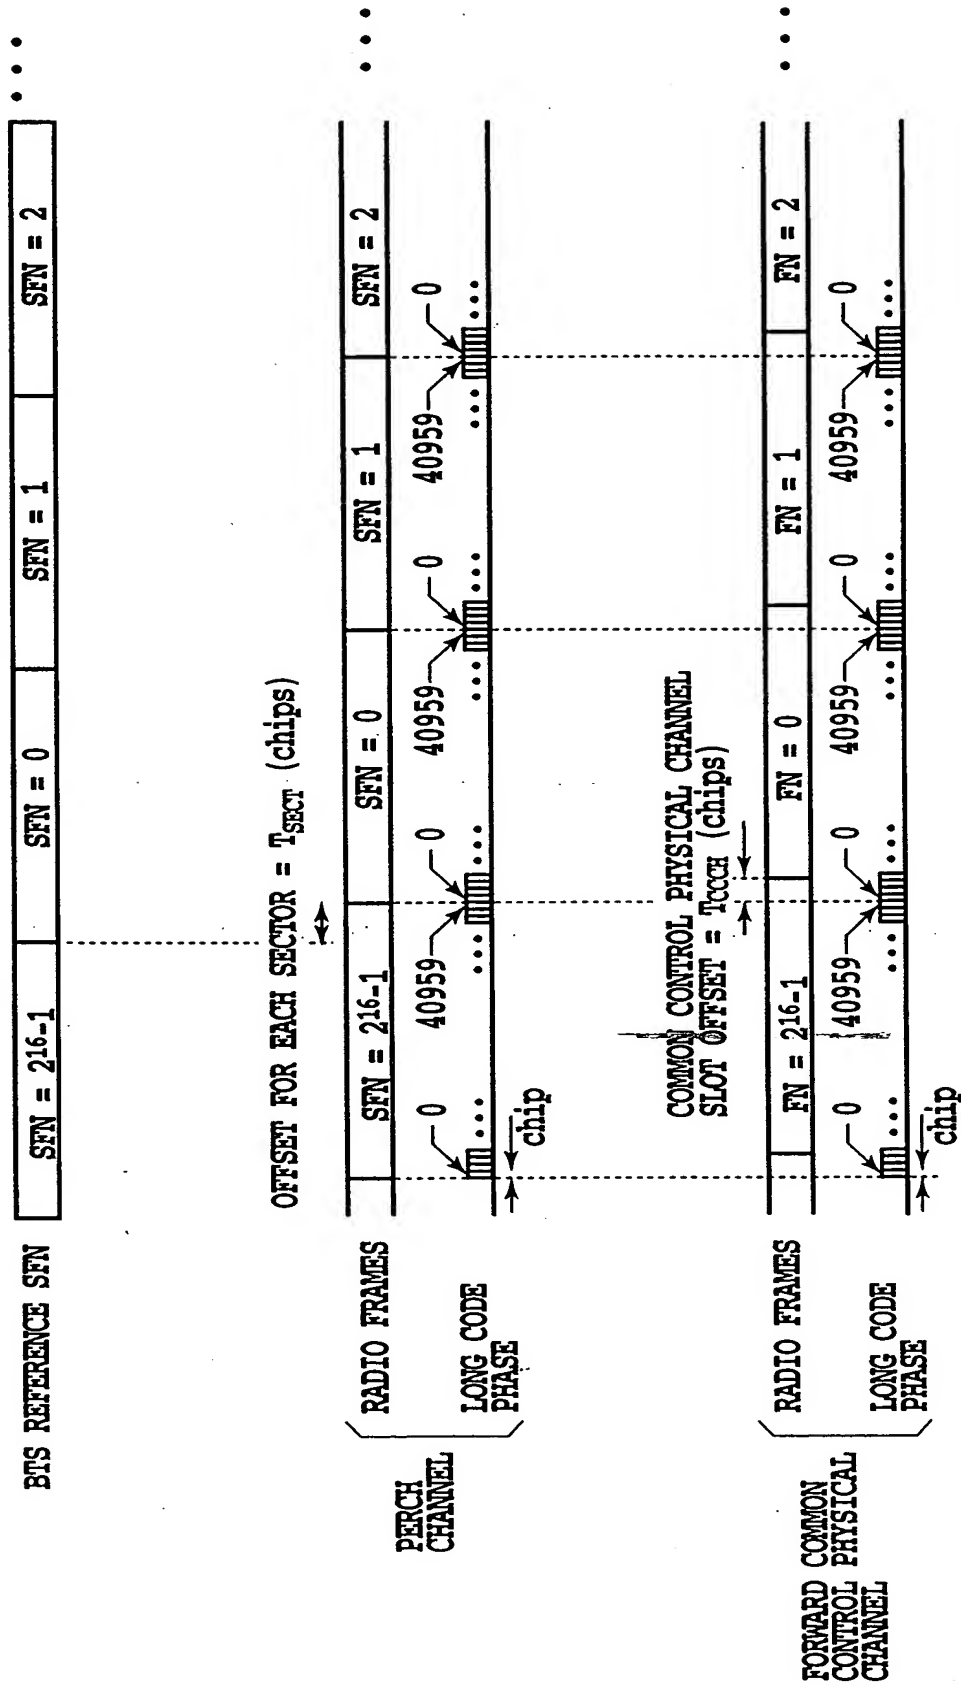 BTS REFERENCE SFN
SFN = 2¹⁶-1
SFN = 0
SFN = 1
SFN = 2
• • •
OFFSET FOR EACH SECTOR = T_SECT (chips)
PERCH
CHANNEL
RADIO FRAMES
SFN = 2¹⁶-1
SFN = 0
SFN = 1
SFN = 2
• • •
LONG CODE
PHASE
0
•••
chip
•••
40959
0
•••
•••
40959
0
•••
•••
40959
0
•••
COMMON CONTROL PHYSICAL CHANNEL
SLOT OFFSET = T_CCCH (chips)
FORWARD COMMON
CONTROL PHYSICAL
CHANNEL
RADIO FRAMES
FN = 2¹⁶-1
FN = 0
FN = 1
FN = 2
• • •
LONG CODE
PHASE
0
•••
chip
•••
40959
0
•••
•••
40959
0
•••
•••
40959
0
•••